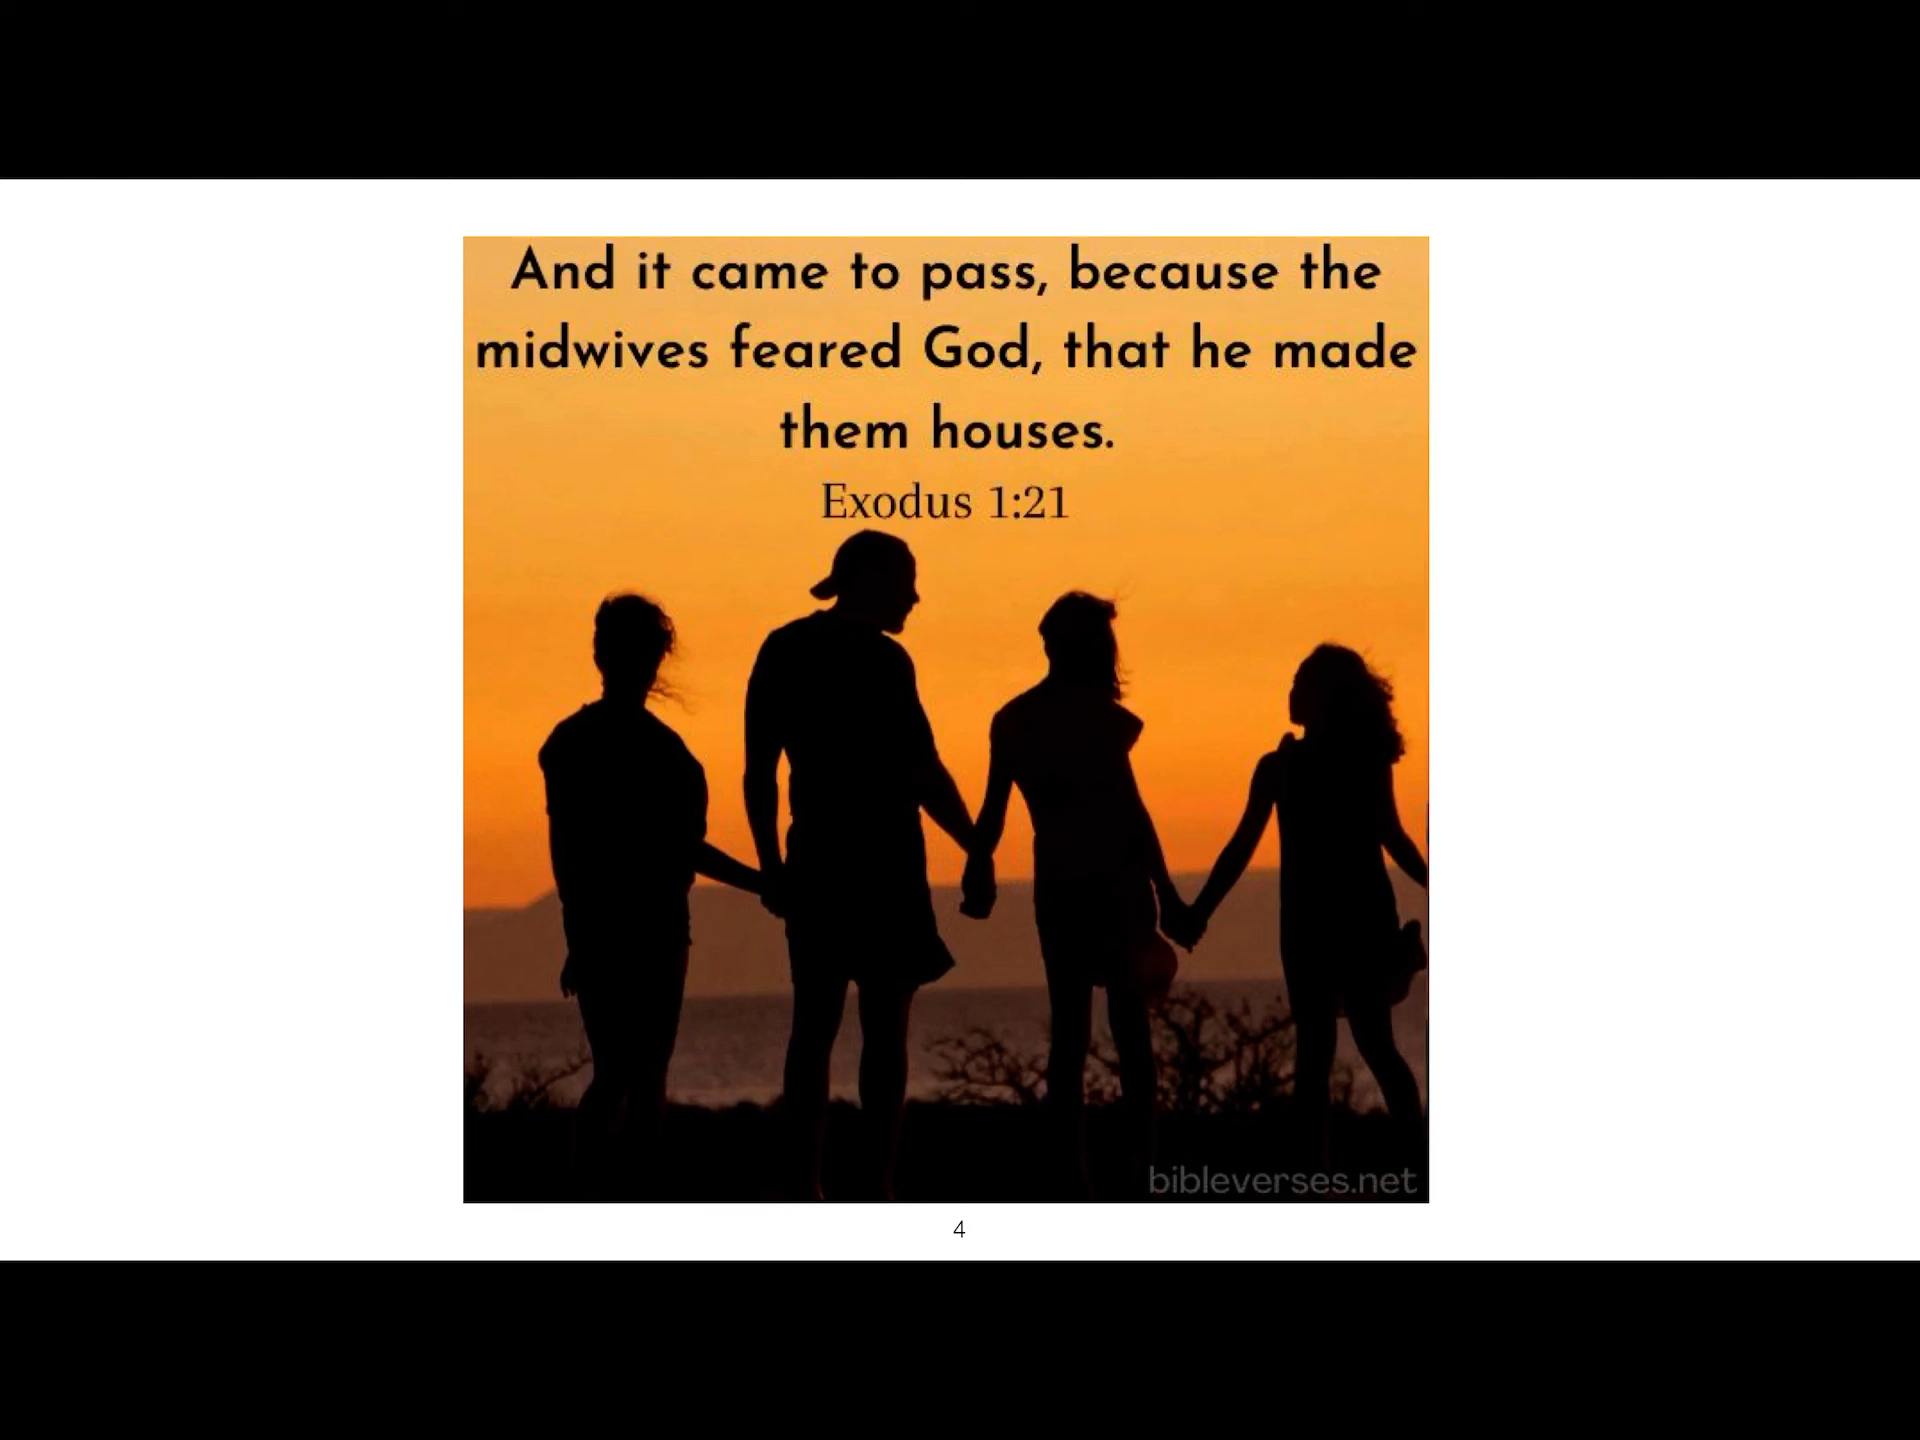 And it came to pass, because the
midwives feared God, that he made
them houses.
Exodus 1:21
bibleverses.net
4